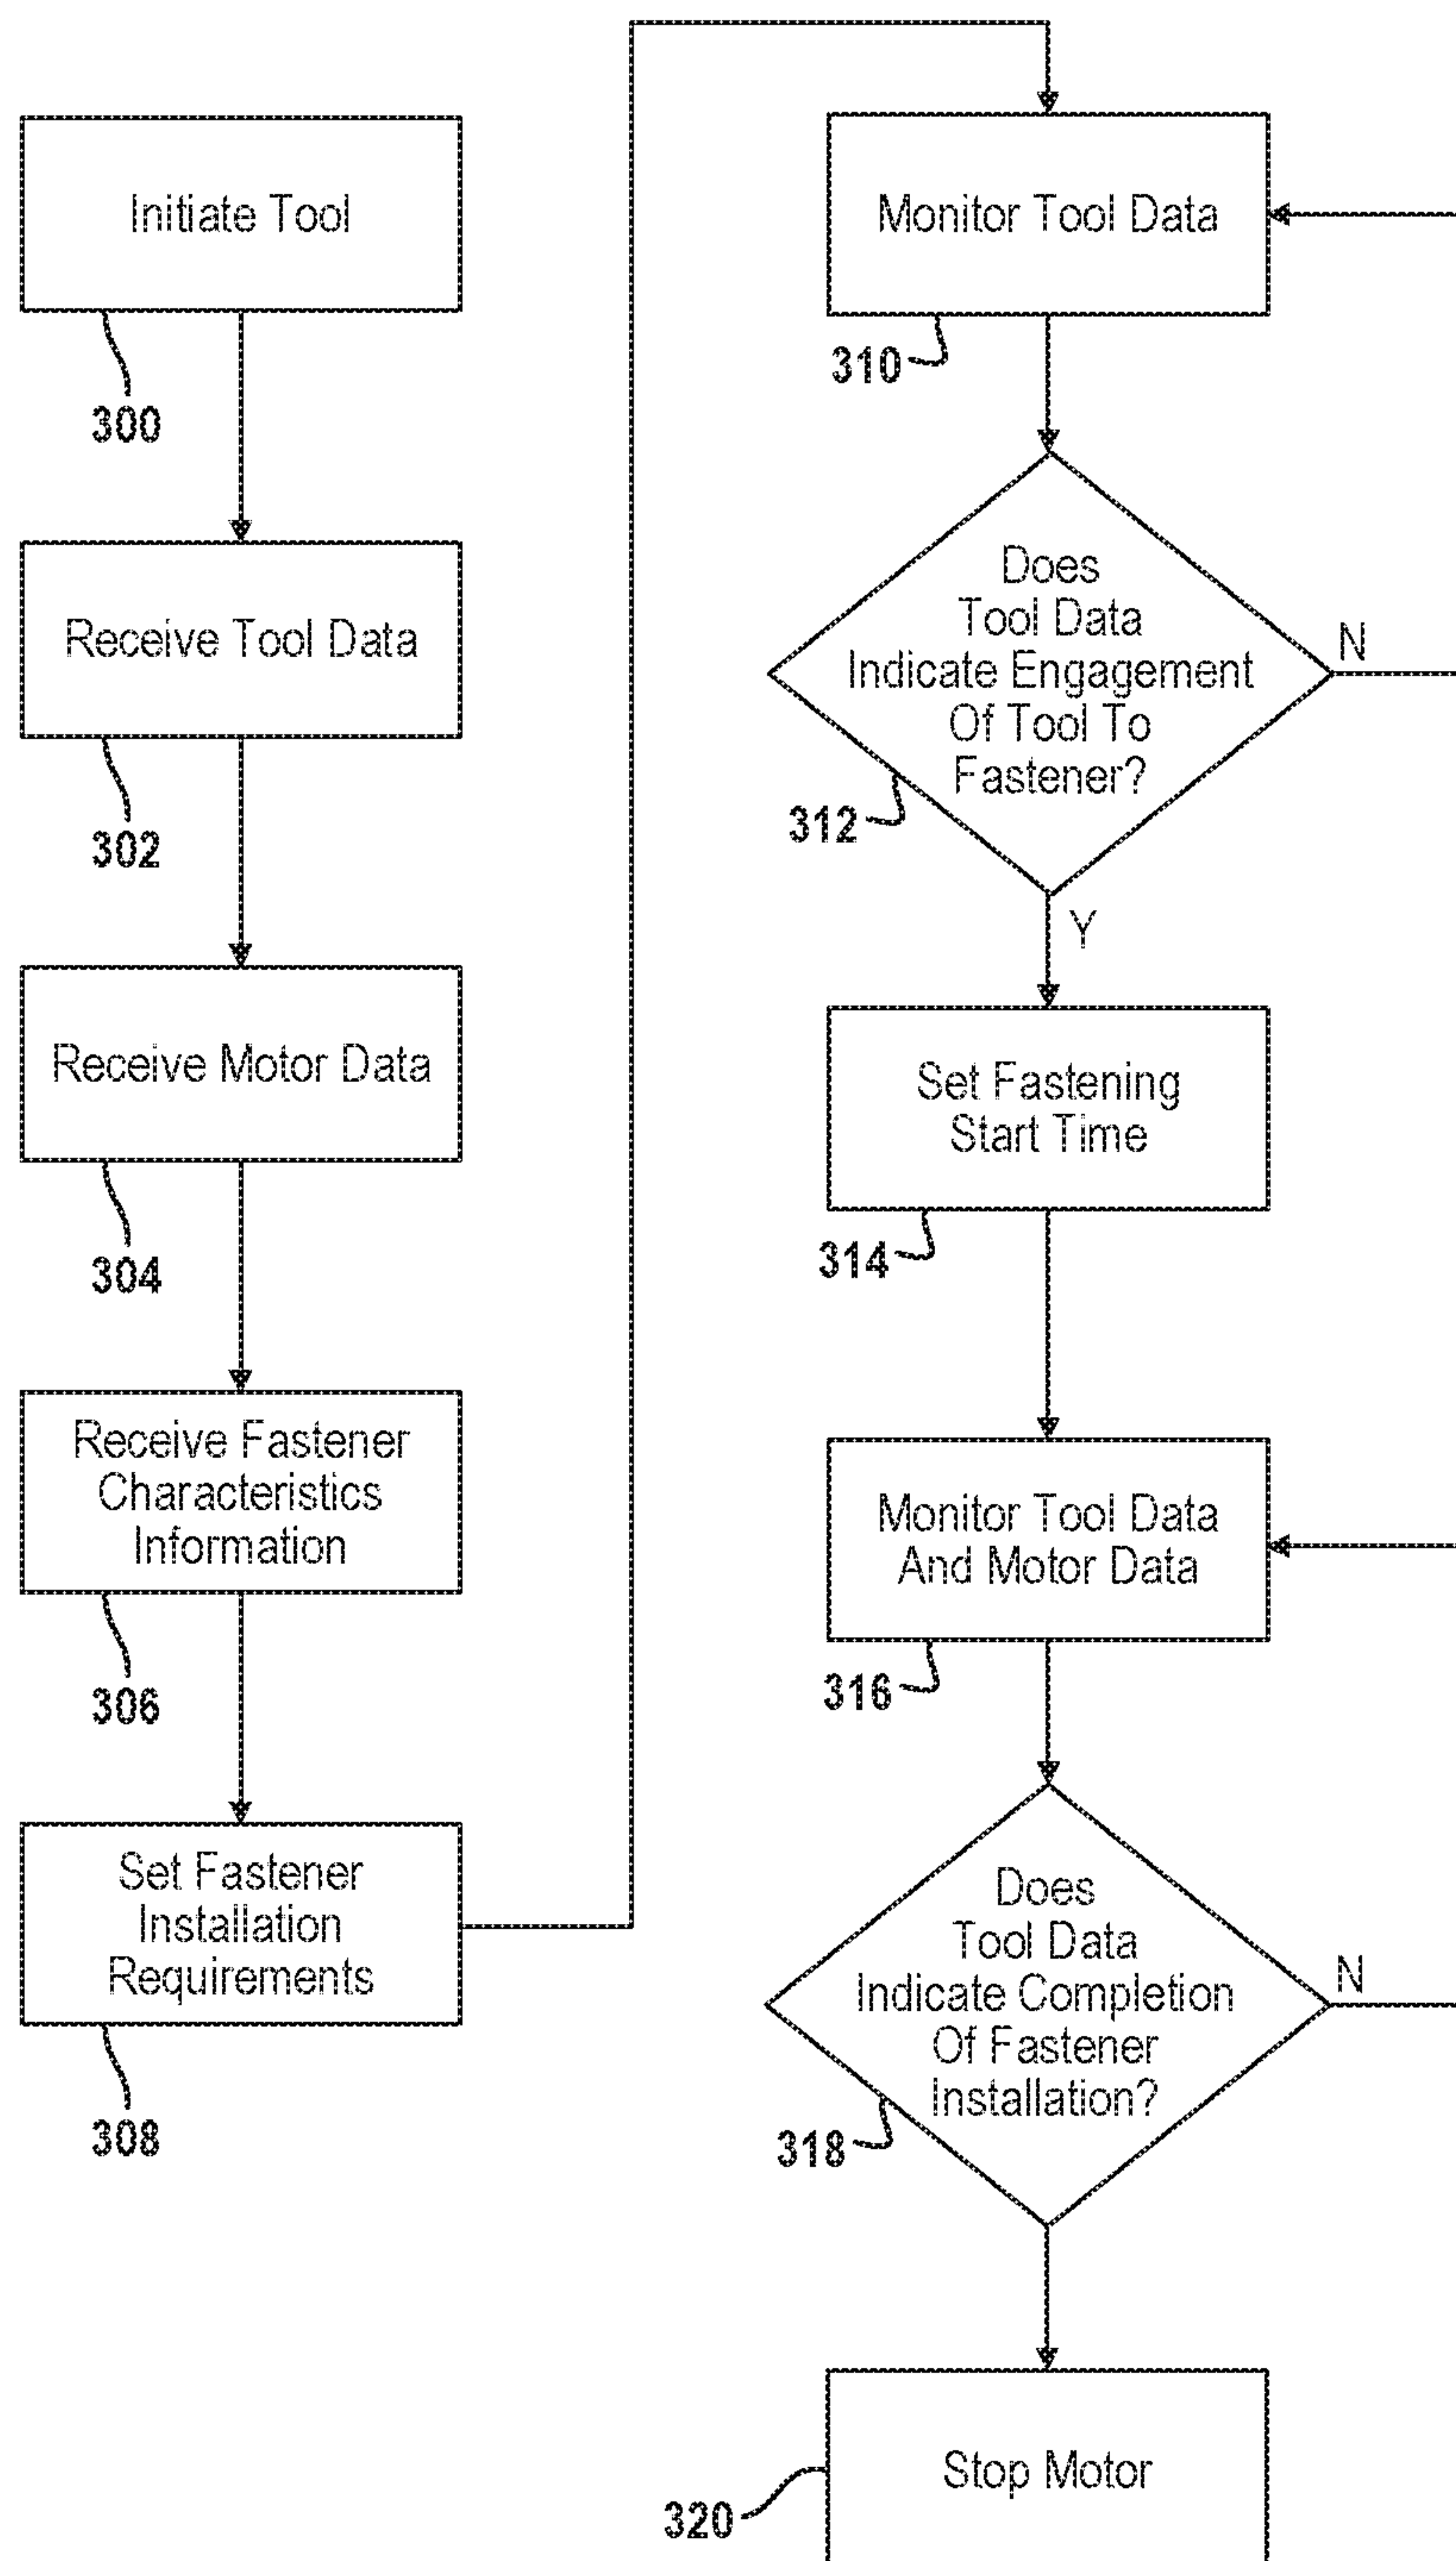 Initiate Tool
300
Receive Tool Data
302
Receive Motor Data
304
Receive Fastener
Characteristics
Information
306
Set Fastener
Installation
Requirements
308
Monitor Tool Data
310
Does
Tool Data
Indicate Engagement
Of Tool To
Fastener?
N
312
Y
Set Fastening
Start Time
314
Monitor Tool Data
And Motor Data
316
Does
Tool Data
Indicate Completion
Of Fastener
Installation?
N
318
Stop Motor
320